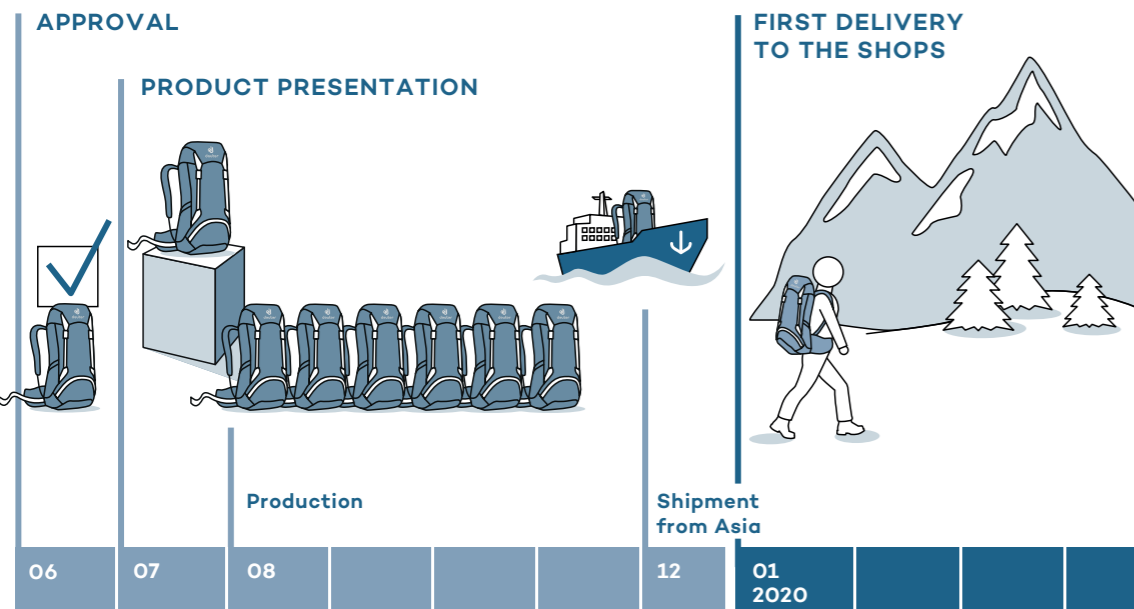 APPROVAL
PRODUCT PRESENTATION
FIRST DELIVERY
TO THE SHOPS
Production
Shipment
from Asia
06
07
08
12
01
2020